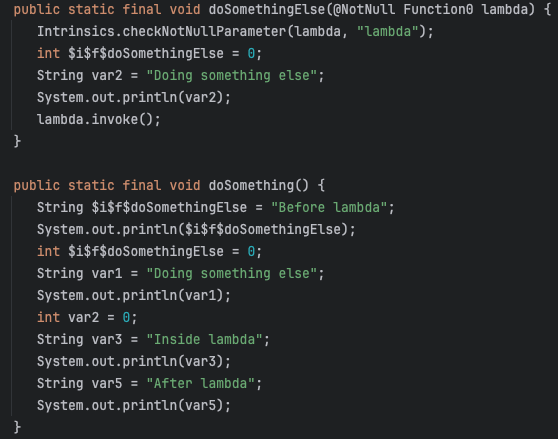 public static final void doSomethingElse(@NotNull Function0 lambda) {
Intrinsics.checkNotNullParameter(lambda, "lambda");
int $i$f$doSomethingElse = 0;
String var2 = "Doing something else";
System.out.println(var2);
lambda.invoke();
}
public static final void doSomething() {
String $i$f$doSomethingElse = "Before lambda";
System.out.println($i$f$doSomethingElse);
int $i$f$doSomethingElse = 0;
String var1 = "Doing something else";
System.out.println(var1);
int var2 = 0;
String var3 = "Inside lambda";
System.out.println(var3);
String var5 = "After lambda";
System.out.println(var5);
}